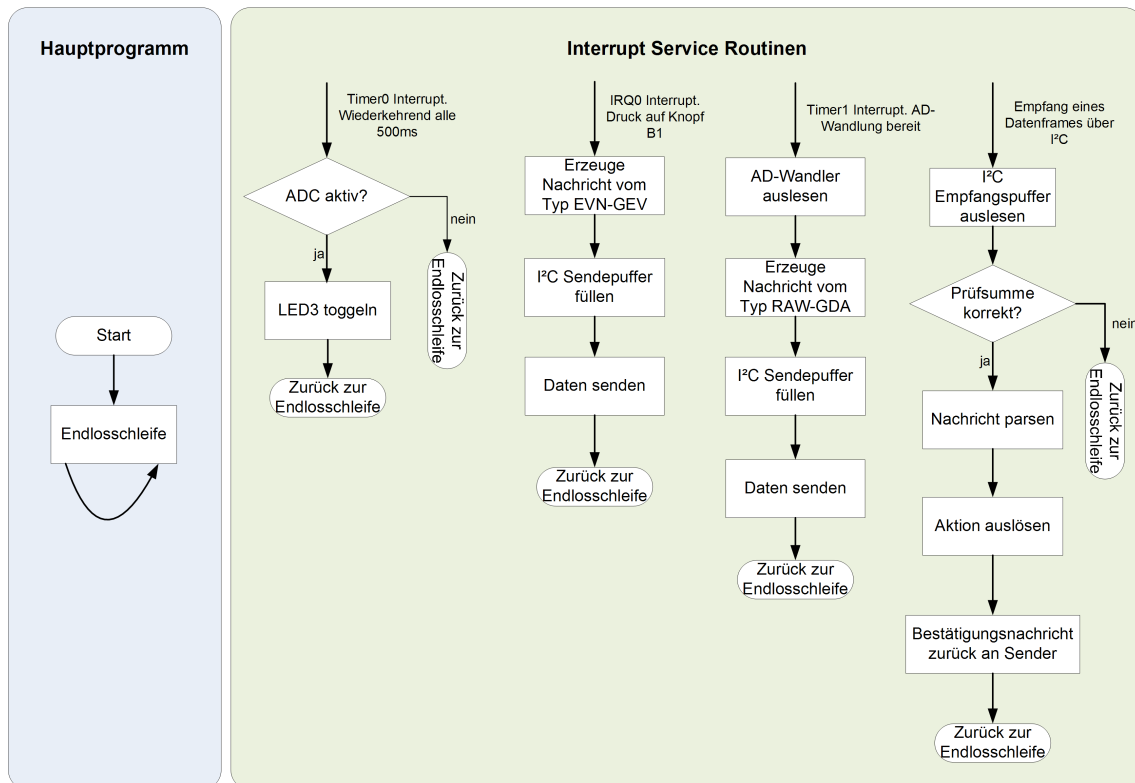 Hauptprogramm
Start
Endlosschleife
Interrupt Service Routinen
Timer0 Interrupt.
Wiederkehrend alle
500ms
ADC aktiv?
nein
ja
Zurück zur
Endlosschleife
LED3 toggeln
Zurück zur
Endlosschleife
IRQ0 Interrupt.
Druck auf Knopf
B1
Erzeuge
Nachricht vom
Typ EVN-GEV
I²C Sendepuffer
füllen
Daten senden
Zurück zur
Endlosschleife
Timer1 Interrupt. AD-
Wandlung bereit
AD-Wandler
auslesen
Erzeuge
Nachricht vom
Typ RAW-GDA
I²C Sendepuffer
füllen
Daten senden
Zurück zur
Endlosschleife
Empfang eines
Datenframes über
I²C
I²C
Empfangspuffer
auslesen
Prüfsumme
korrekt?
nein
ja
Zurück zur
Endlosschleife
Nachricht parsen
Aktion auslösen
Bestätigungsnachricht
zurück an Sender
Zurück zur
Endlosschleife